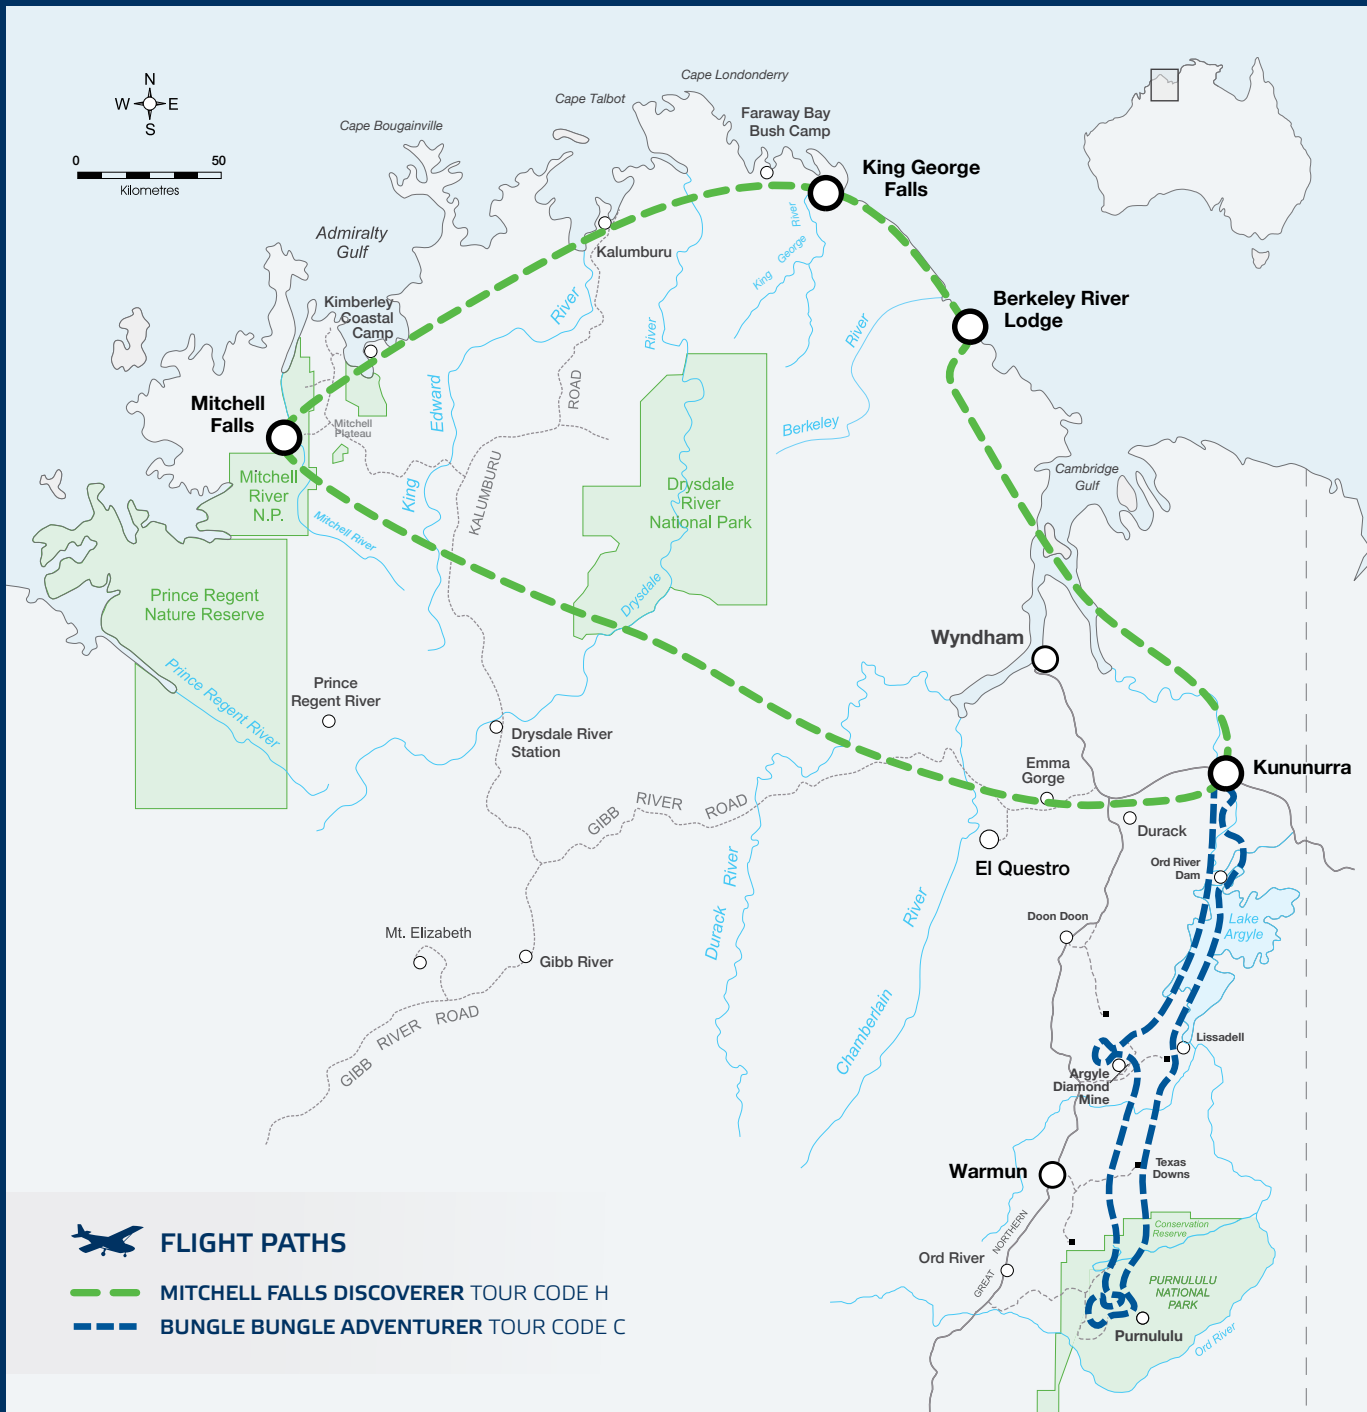 Cape Londonderry
N
W E
S
Cape Talbot
Faraway Bay
Bush Camp
Cape Bougainville
0 50
Kilometres
King George
Falls
River
George
King
Admiralty
Gulf
Kalumburu
Kimberley
Coastal
Camp
River
River
River
Berkeley River
Lodge
ROAD
Edward
Mitchell
Falls
Mitchell
Plateau
Berkeley
KALUMBURU
King
Cambridge
Gulf
Mitchell
River
N.P.
Drysdale
River
National Park
Mitchell River
Prince Regent
Nature Reserve
Drysdale
Wyndham
Prince Regent River
Prince
Regent River
Drysdale River
Station
Emma
Gorge
Kununurra
GIBB RIVER ROAD
Durack
El Questro
Ord River
Dam
River
Durack
River
Chamberlain
Doon Doon
Lake
Argyle
Mt. Elizabeth
Gibb River
GIBB RIVER ROAD
Lissadell
Argyle
Diamond
Mine
Warmun
Texas
Downs
Conservation
Reserve
GREAT NORTHERN
Ord River
PURNULULU
NATIONAL
PARK
Purnululu
Ord River
FLIGHT PATHS
MITCHELL FALLS DISCOVERER TOUR CODE H
BUNGLE BUNGLE ADVENTURER TOUR CODE C